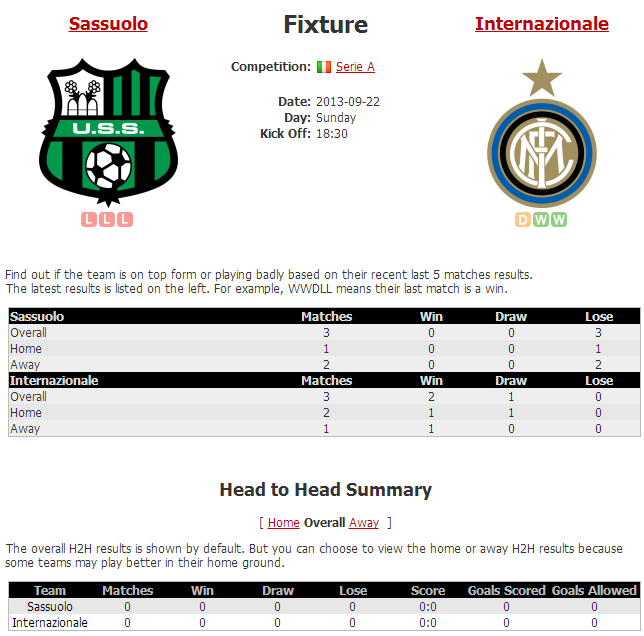 Sassuolo
Fixture
Internazionale
Competition: Serie A
Date: 2013-09-22
Day: Sunday
Kick Off: 18:30
U.S.S.
L L L
D W W
Find out if the team is on top form or playing badly based on their recent last 5 matches results.
The latest results is listed on the left. For example, WWDLL means their last match is a win.
Sassuolo Matches Win Draw Lose
Overall 3 0 0 3
Home 1 0 0 1
Away 2 0 0 2
Internazionale Matches Win Draw Lose
Overall 3 2 1 0
Home 2 1 1 0
Away 1 1 0 0
Head to Head Summary
[ Home Overall Away ]
The overall H2H results is shown by default. But you can choose to view the home or away H2H results because
some teams may play better in their home ground.
Team Matches Win Draw Lose Score Goals Scored Goals Allowed
Sassuolo 0 0 0 0 0:0 0 0
Internazionale 0 0 0 0 0:0 0 0